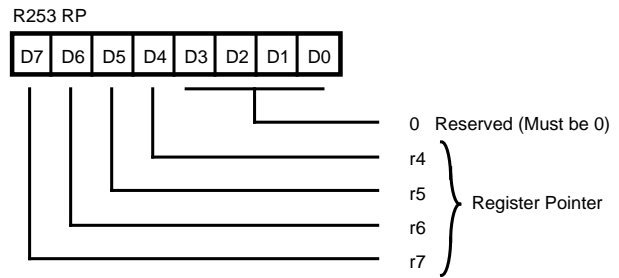 R253 RP
D7 D6 D5 D4 D3 D2 D1 D0
0 Reserved (Must be 0)
r4
r5
Register Pointer
r6
r7